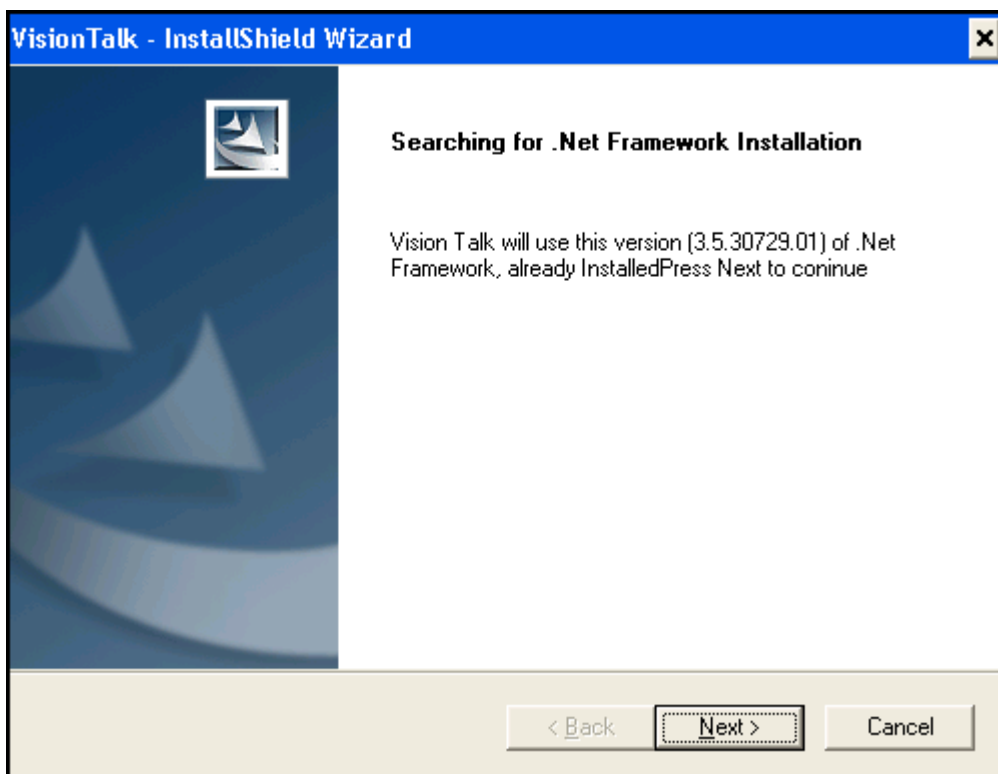 VisionTalk - InstallShield Wizard
Searching for .Net Framework Installation
Vision Talk will use this version (3.5.30729.01) of .Net
Framework, already InstalledPress Next to coninue
< Back
Next >
Cancel